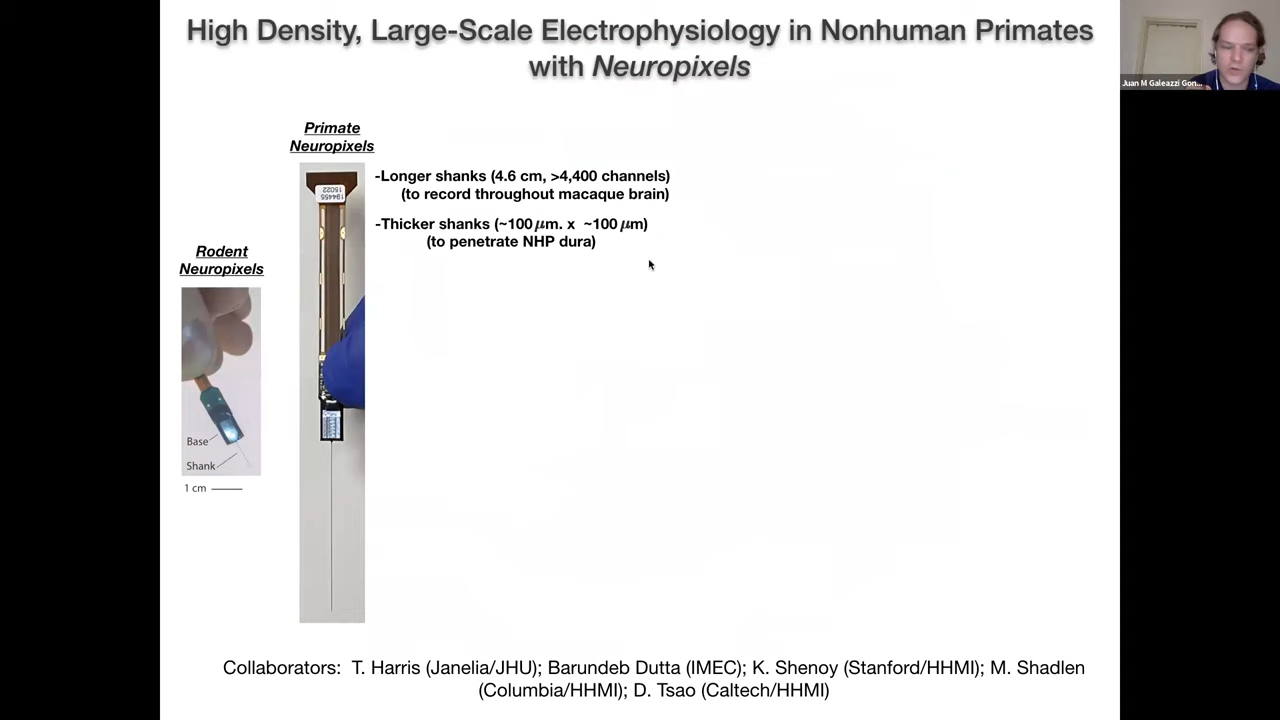 High Density, Large-Scale Electrophysiology in Nonhuman Primates
with Neuropixels
Juan M Galeazzi Gon...
Primate
Neuropixels
194455
15022
-Longer shanks (4.6 cm, >4,400 channels)
(to record throughout macaque brain)
-Thicker shanks (~100 μm. x ~100 μm)
(to penetrate NHP dura)
Rodent
Neuropixels
Base
Shank
1 cm
Collaborators: T. Harris (Janelia/JHU); Barundeb Dutta (IMEC); K. Shenoy (Stanford/HHMI); M. Shadlen
(Columbia/HHMI); D. Tsao (Caltech/HHMI)